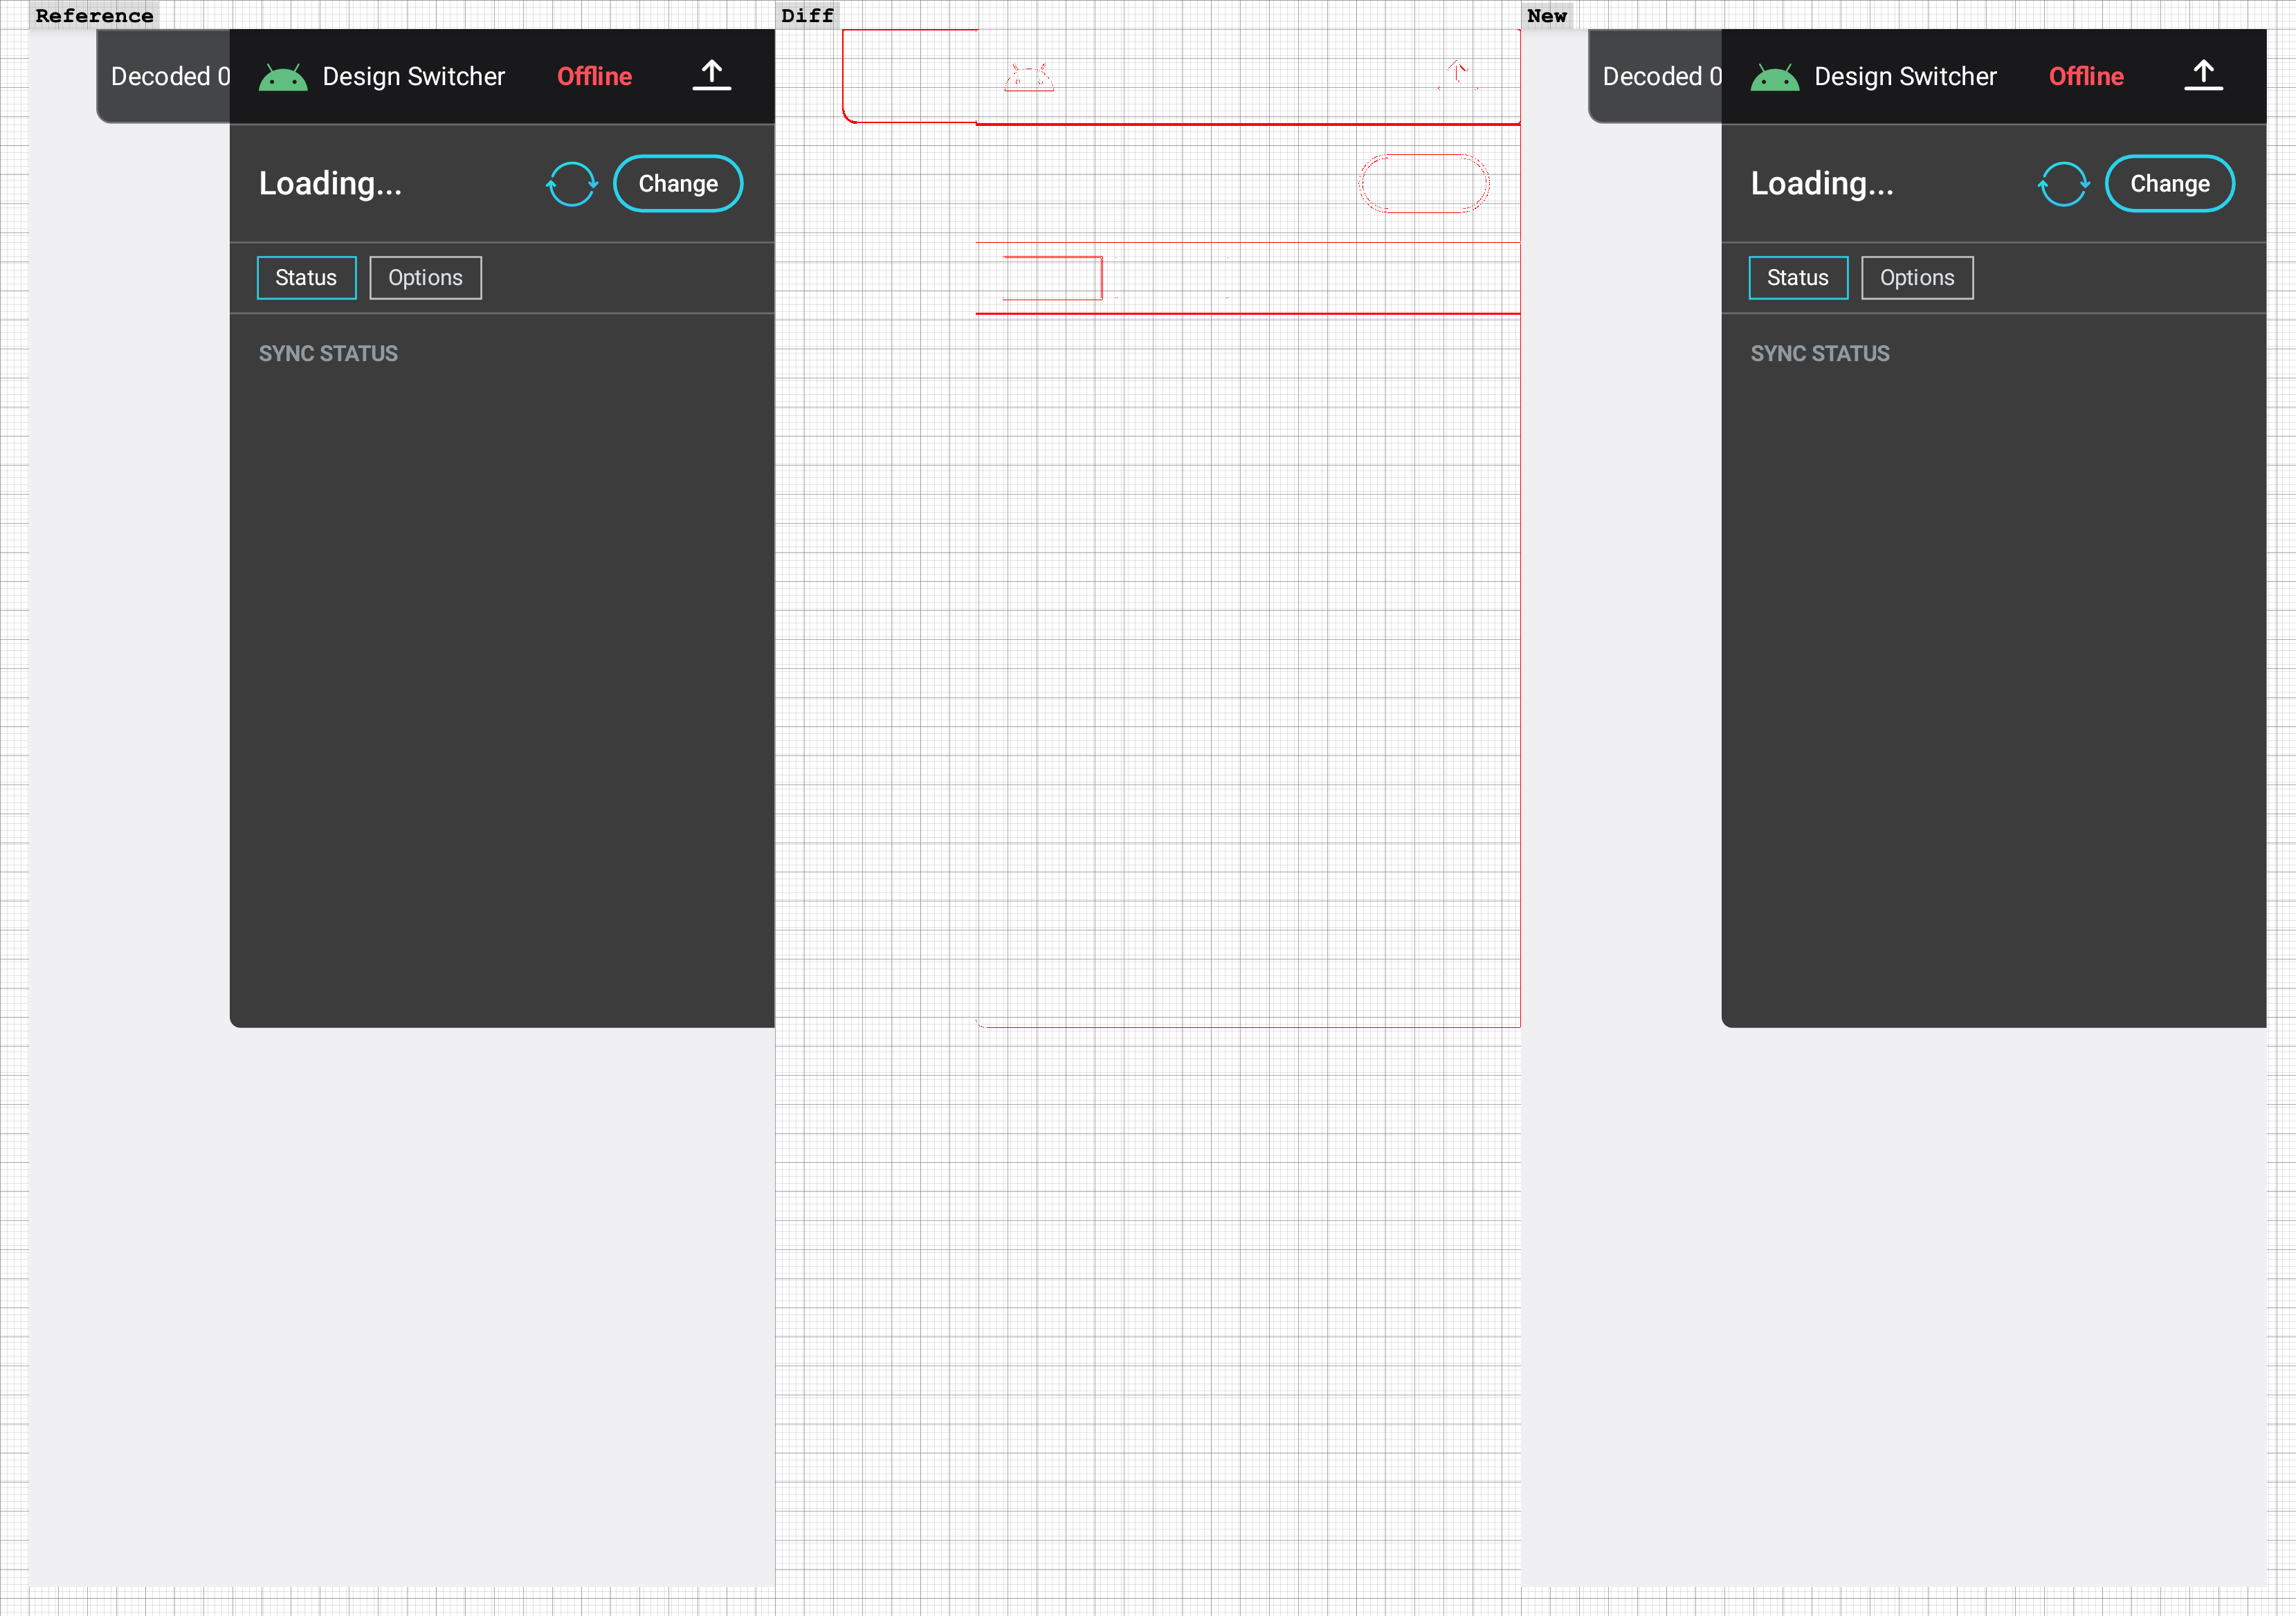 Reference
Diff
New
Decoded 0
Design Switcher
Offline
Loading...
Change
Status
Options
SYNC STATUS
Decoded 0
Design Switcher
Offline
Loading...
Change
Status
Options
SYNC STATUS